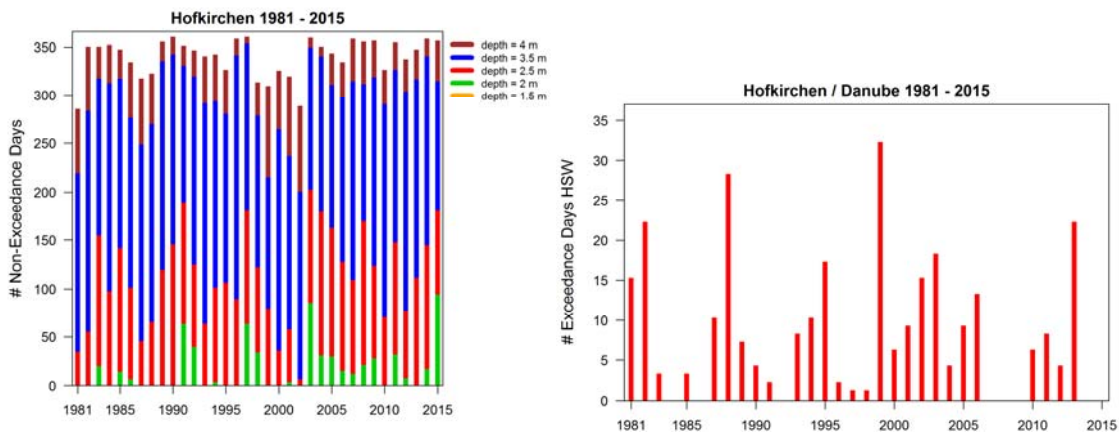 Hofkirchen 1981 - 2015
# Non-Exceedance Days
350
300
250
200
150
100
50
0
1981 1985 1990 1995 2000 2005 2010 2015
depth = 4 m
depth = 3.5 m
depth = 2.5 m
depth = 2 m
depth = 1.5 m
Hofkirchen / Danube 1981 - 2015
# Exceedance Days HSW
35
30
25
20
15
10
5
0
1981 1985 1990 1995 2000 2005 2010 2015